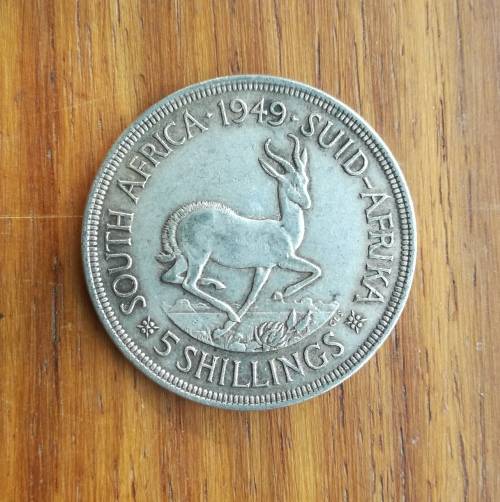 SOUTH AFRICA · 1949 · SUID-AFRIKA
5 SHILLINGS